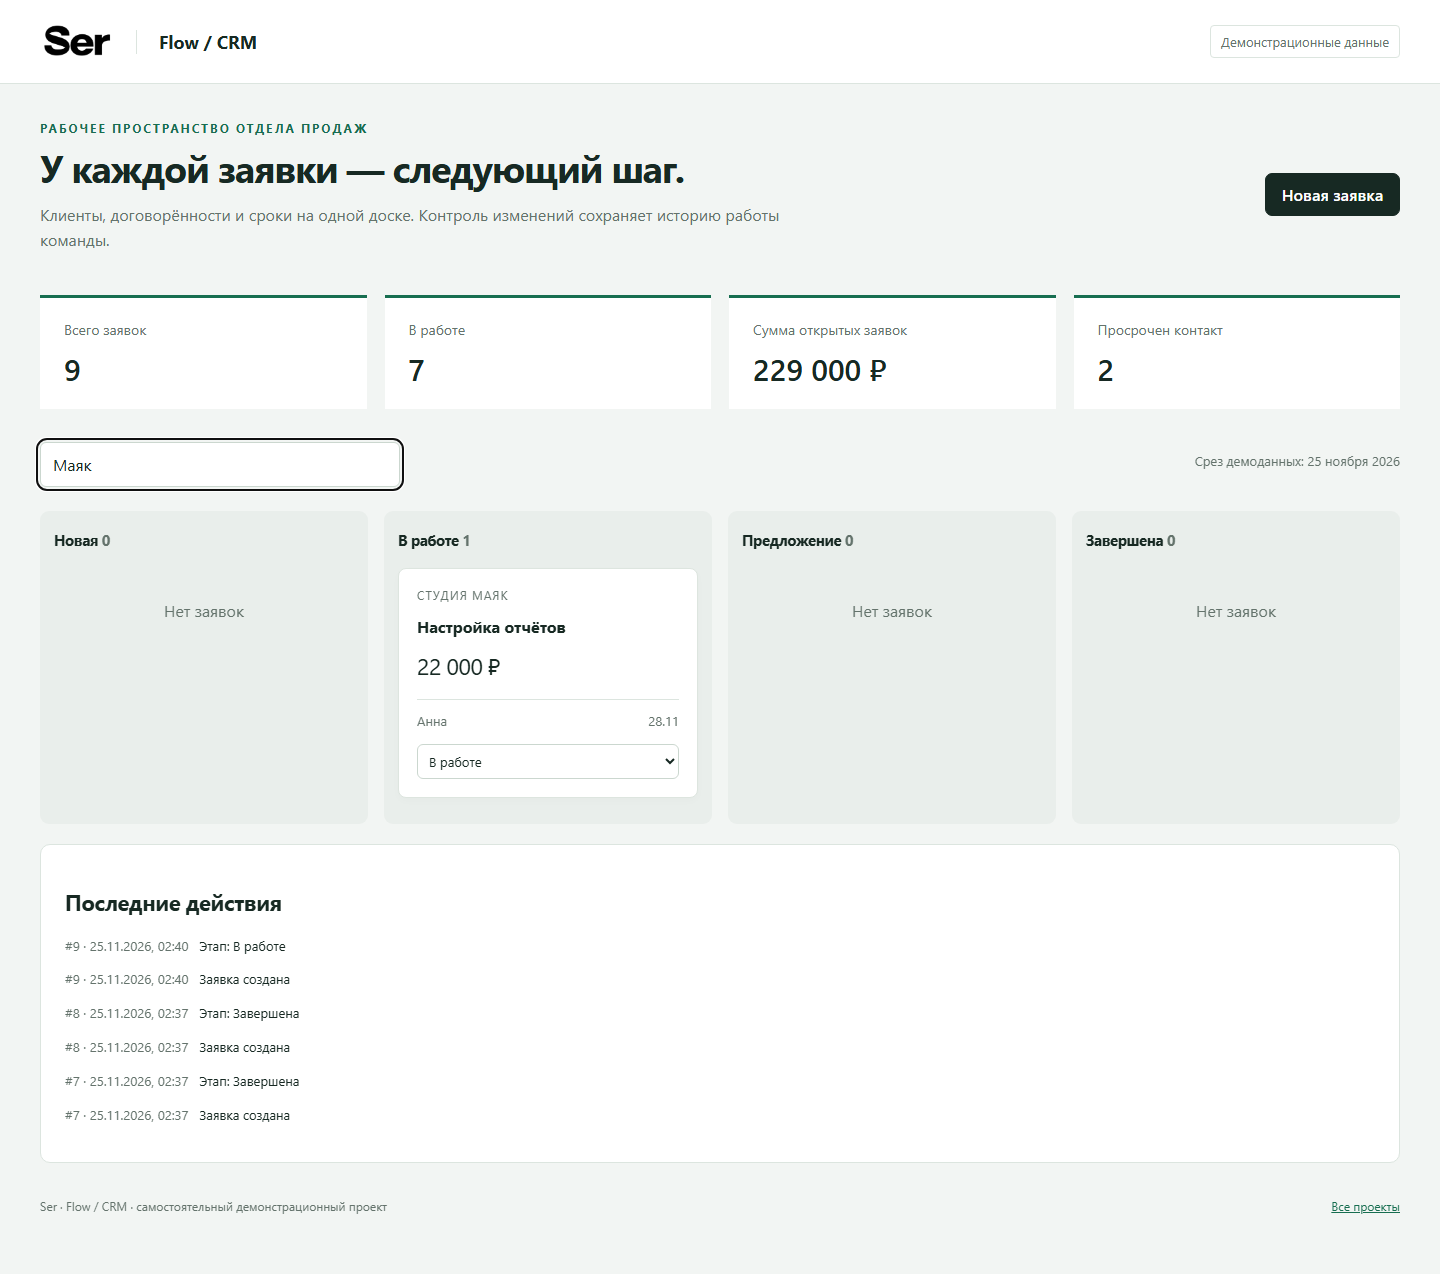 Ser
Flow / CRM
Демонстрационные данные
РАБОЧЕЕ ПРОСТРАНСТВО ОТДЕЛА ПРОДАЖ
У каждой заявки — следующий шаг.
Клиенты, договорённости и сроки на одной доске. Контроль изменений сохраняет историю работы
команды.
Новая заявка
Всего заявок
9
В работе
7
Сумма открытых заявок
229 000 ₽
Просрочен контакт
2
Маяк
Срез демоданных: 25 ноября 2026
Новая 0
Нет заявок
В работе 1
СТУДИЯ МАЯК
Настройка отчётов
22 000 ₽
Анна 28.11
В работе
Предложение 0
Нет заявок
Завершена 0
Нет заявок
Последние действия
#9 · 25.11.2026, 02:40 Этап: В работе
#9 · 25.11.2026, 02:40 Заявка создана
#8 · 25.11.2026, 02:37 Этап: Завершена
#8 · 25.11.2026, 02:37 Заявка создана
#7 · 25.11.2026, 02:37 Этап: Завершена
#7 · 25.11.2026, 02:37 Заявка создана
Ser · Flow / CRM · самостоятельный демонстрационный проект
Все проекты